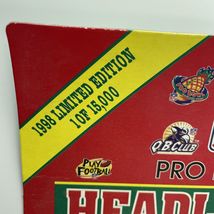 1998 LIMITED EDITION
1 OF 15,000
QB CLUB
PRO
PLAY
FOOTBALL
HEADL